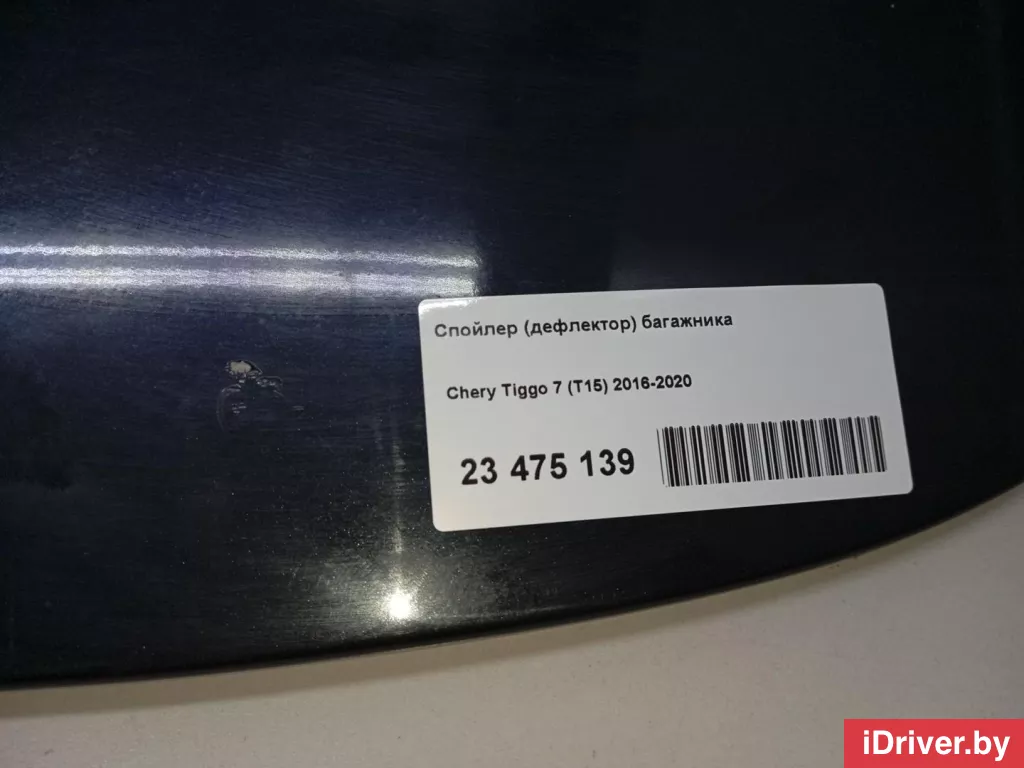 Спойлер (дефлектор) багажника
Chery Tiggo 7 (T15) 2016-2020
23 475 139
iDriver.by